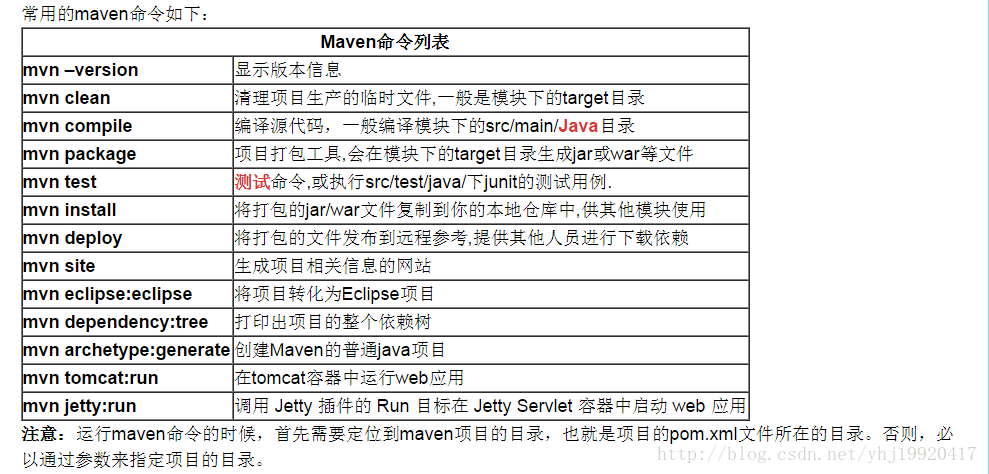 常用的maven命令如下：
Maven命令列表
mvn –version 显示版本信息
mvn clean 清理项目生产的临时文件,一般是模块下的target目录
mvn compile 编译源代码，一般编译模块下的src/main/Java目录
mvn package 项目打包工具,会在模块下的target目录生成jar或war等文件
mvn test 测试命令,或执行src/test/java/下junit的测试用例.
mvn install 将打包的jar/war文件复制到你的本地仓库中,供其他模块使用
mvn deploy 将打包的文件发布到远程参考,提供其他人员进行下载依赖
mvn site 生成项目相关信息的网站
mvn eclipse:eclipse 将项目转化为Eclipse项目
mvn dependency:tree 打印出项目的整个依赖树
mvn archetype:generate 创建Maven的普通java项目
mvn tomcat:run 在tomcat容器中运行web应用
mvn jetty:run 调用 Jetty 插件的 Run 目标在 Jetty Servlet 容器中启动 web 应用
注意：运行maven命令的时候，首先需要定位到maven项目的目录，也就是项目的pom.xml文件所在的目录。否则，必
以通过参数来指定项目的目录。
http://blog.csdn.net/yhj19920417